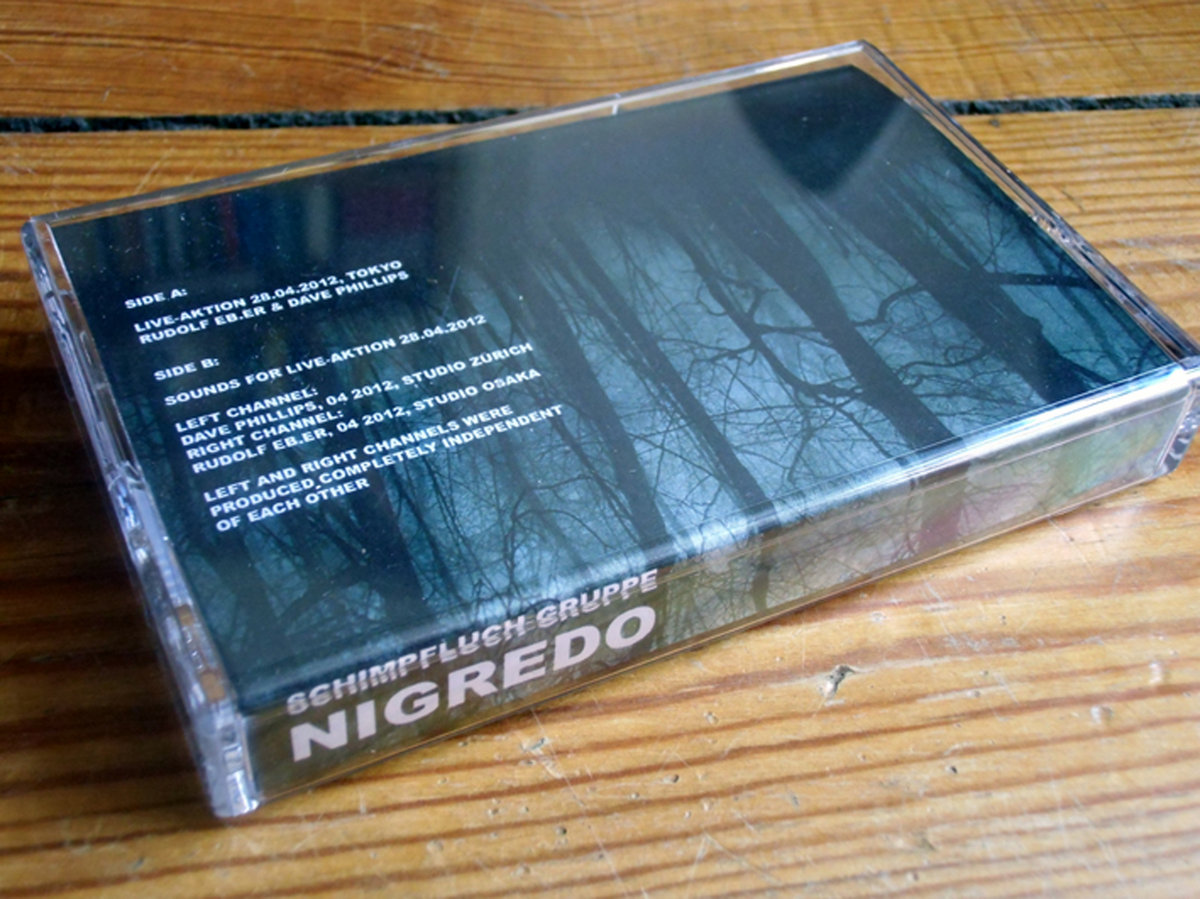 SIDE A:
LIVE-AKTION 28.04.2012, TOKYO
RUDOLF EB.ER & DAVE PHILLIPS
SIDE B:
SOUNDS FOR LIVE-AKTION 28.04.2012
LEFT CHANNEL:
DAVE PHILLIPS, 04 2012, STUDIO ZÜRICH
RIGHT CHANNEL:
RUDOLF EB.ER, 04 2012, STUDIO OSAKA
LEFT AND RIGHT CHANNELS WERE
PRODUCED COMPLETELY INDEPENDENT
OF EACH OTHER
SCHIMPFLUCH GRUPPE
NIGREDO